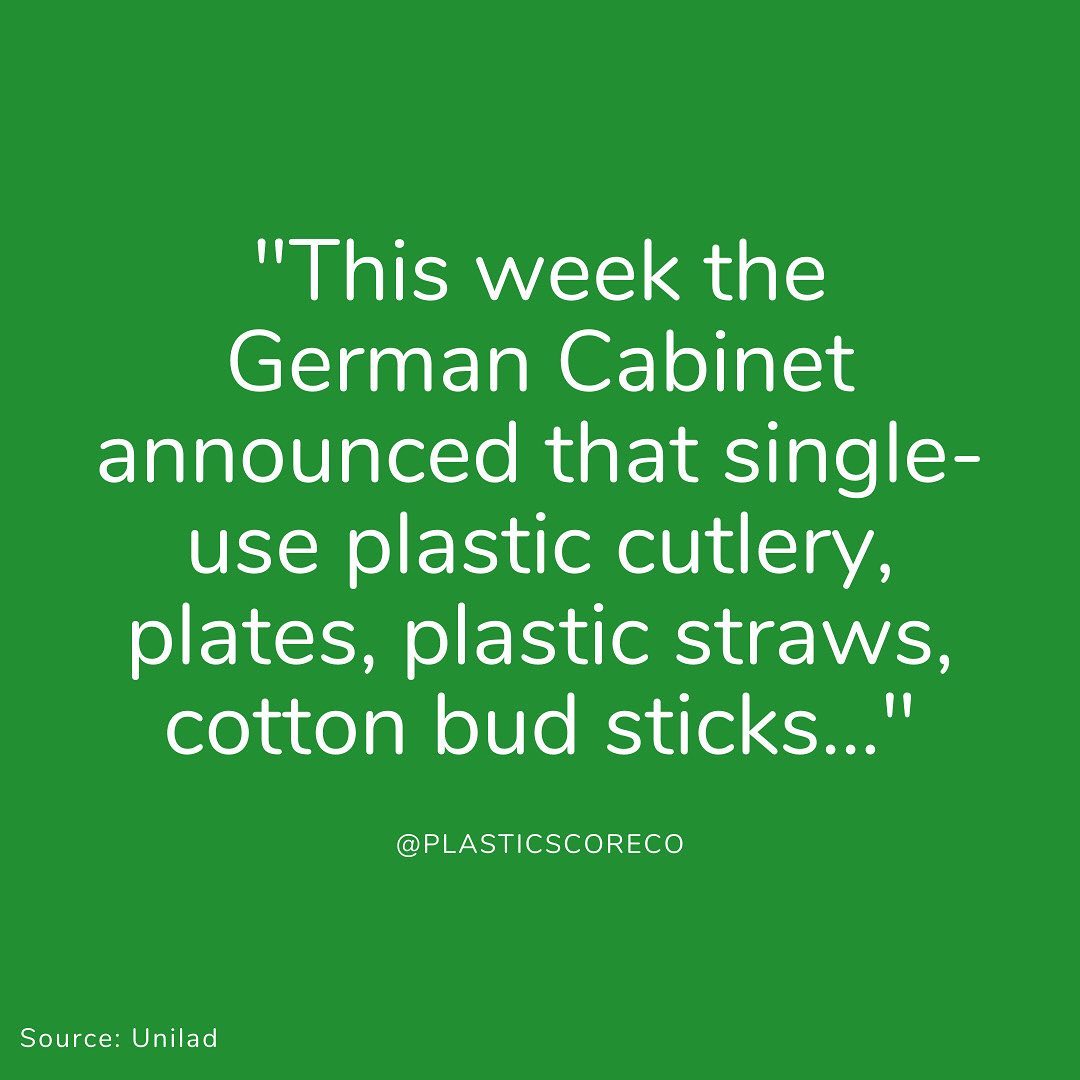 "This week the
German Cabinet
announced that single-
use plastic cutlery,
plates, plastic straws,
cotton bud sticks..."
@PLASTICSCORECO
Source: Unilad